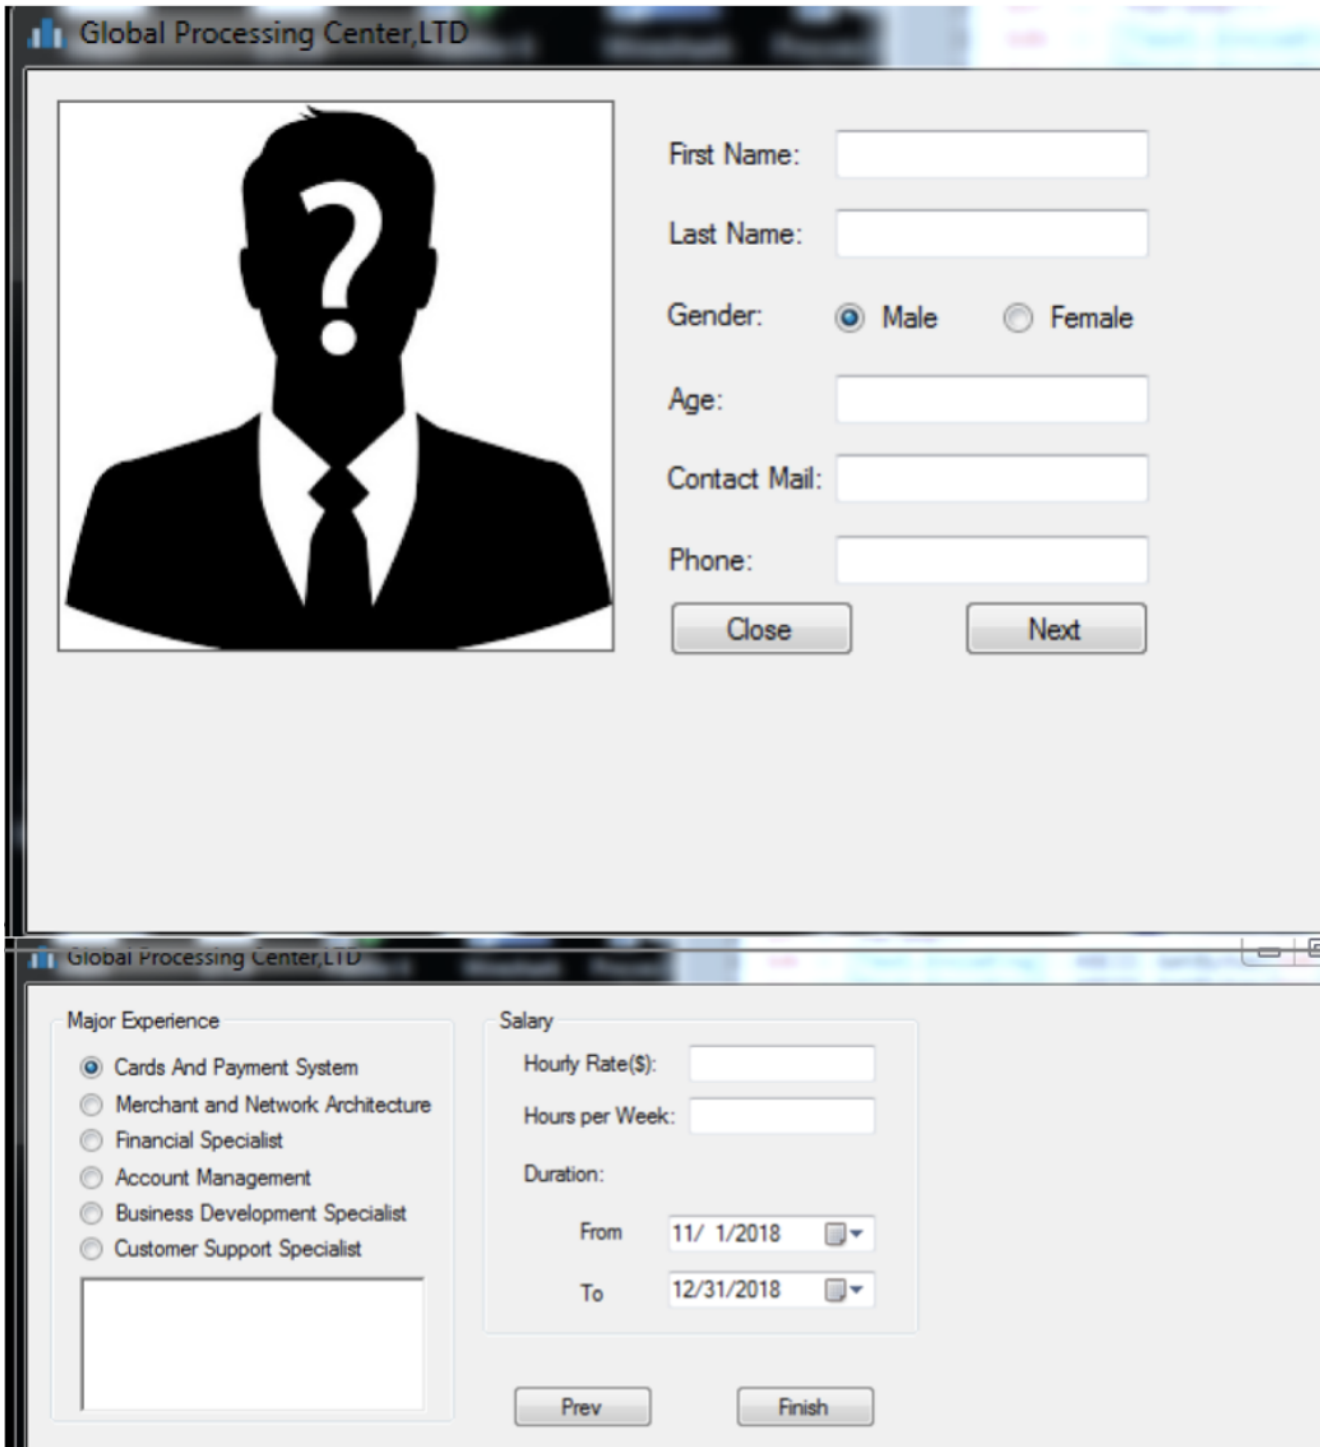 Global Processing Center,LTD
?
First Name:
Last Name:
Gender: Male Female
Age:
Contact Mail:
Phone:
Close Next
Global Processing Center,LTD
Major Experience
Cards And Payment System
Merchant and Network Architecture
Financial Specialist
Account Management
Business Development Specialist
Customer Support Specialist
Salary
Hourly Rate($):
Hours per Week:
Duration:
From 11/ 1/2018
To 12/31/2018
Prev Finish